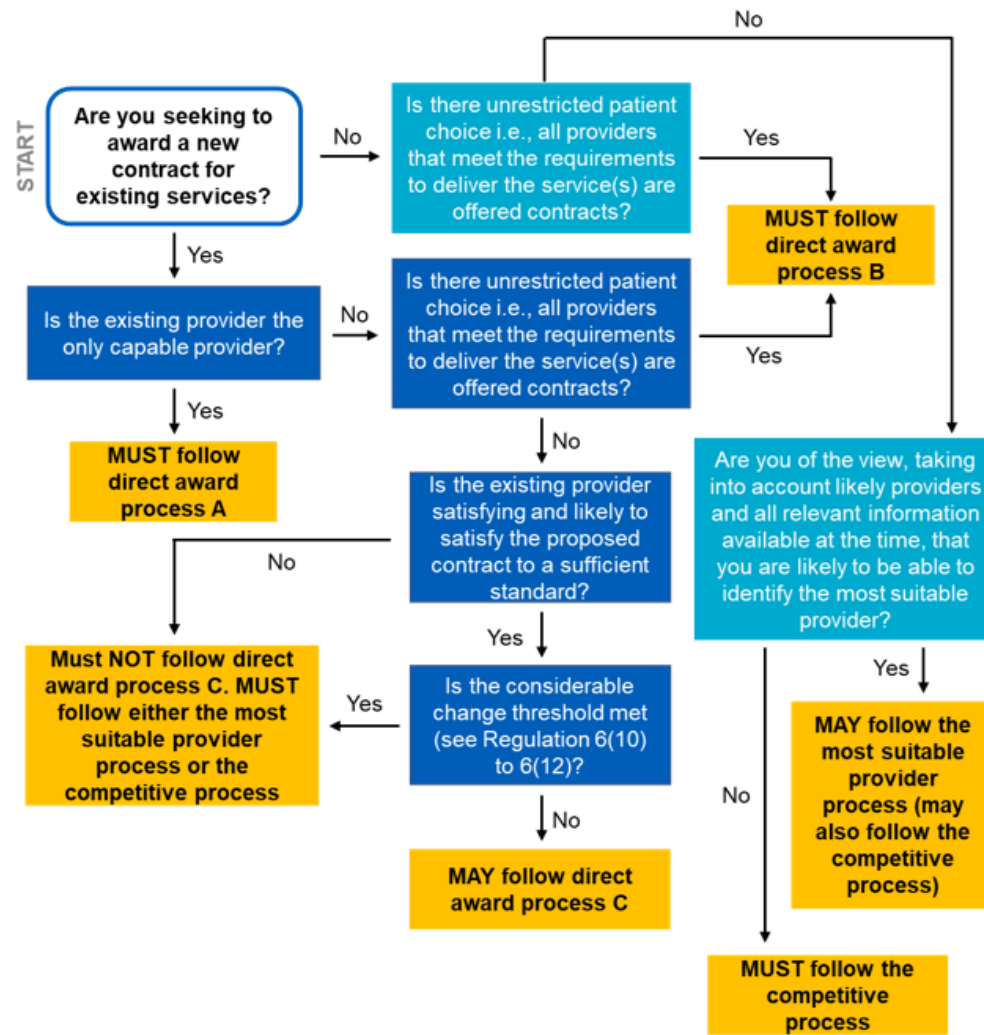 START
Are you seeking to
award a new
contract for
existing services?
No
Is there unrestricted patient
choice i.e., all providers
that meet the requirements
to deliver the service(s) are
offered contracts?
No
Yes
MUST follow
direct award
process B
Yes
Is the existing provider the
only capable provider?
No
Is there unrestricted patient
choice i.e., all providers
that meet the requirements
to deliver the service(s) are
offered contracts?
Yes
Yes
MUST follow
direct award
process A
No
Is the existing provider
satisfying and likely to
satisfy the proposed
contract to a sufficient
standard?
No
Yes
Must NOT follow direct
award process C. MUST
follow either the most
suitable provider
process or the
competitive process
Yes
Is the considerable
change threshold met
(see Regulation 6(10)
to 6(12)?
No
MAY follow direct
award process C
Are you of the view, taking
into account likely providers
and all relevant information
available at the time, that
you are likely to be able to
identify the most suitable
provider?
Yes
MAY follow the
most suitable
provider
process (may
also follow the
competitive
process)
No
MUST follow the
competitive
process